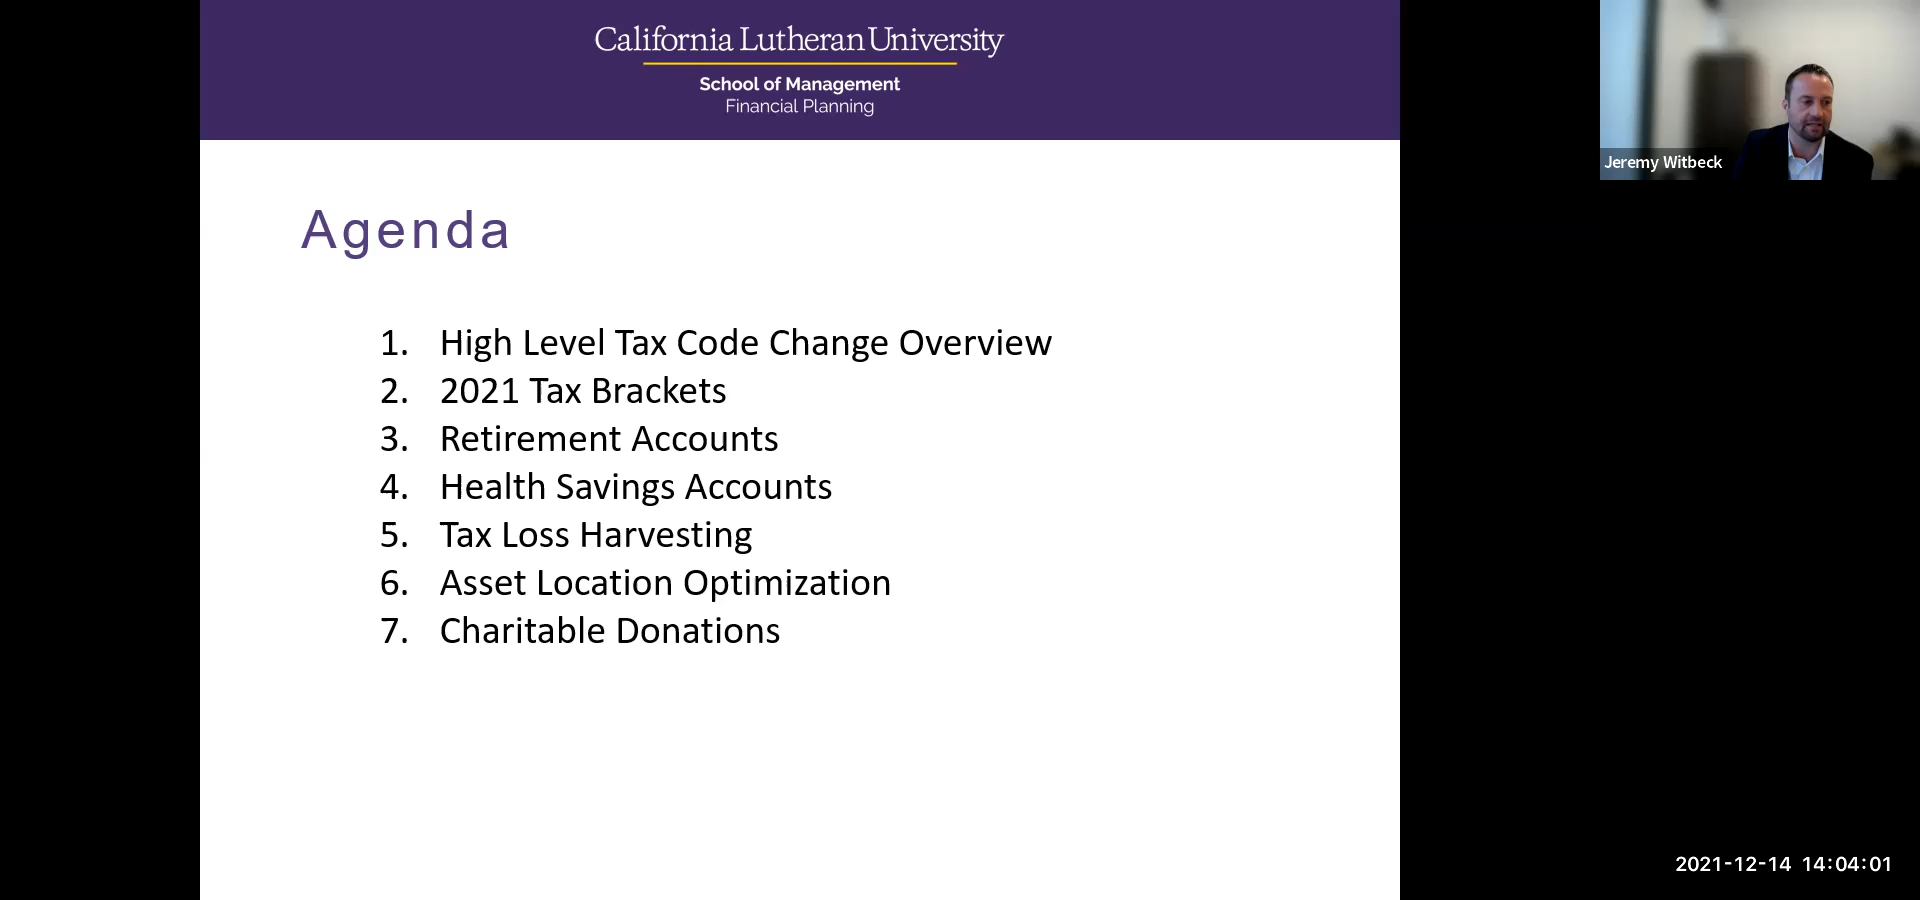 California Lutheran University
School of Management
Financial Planning
Jeremy Witbeck
Agenda
1. High Level Tax Code Change Overview
2. 2021 Tax Brackets
3. Retirement Accounts
4. Health Savings Accounts
5. Tax Loss Harvesting
6. Asset Location Optimization
7. Charitable Donations
2021-12-14 14:04:01